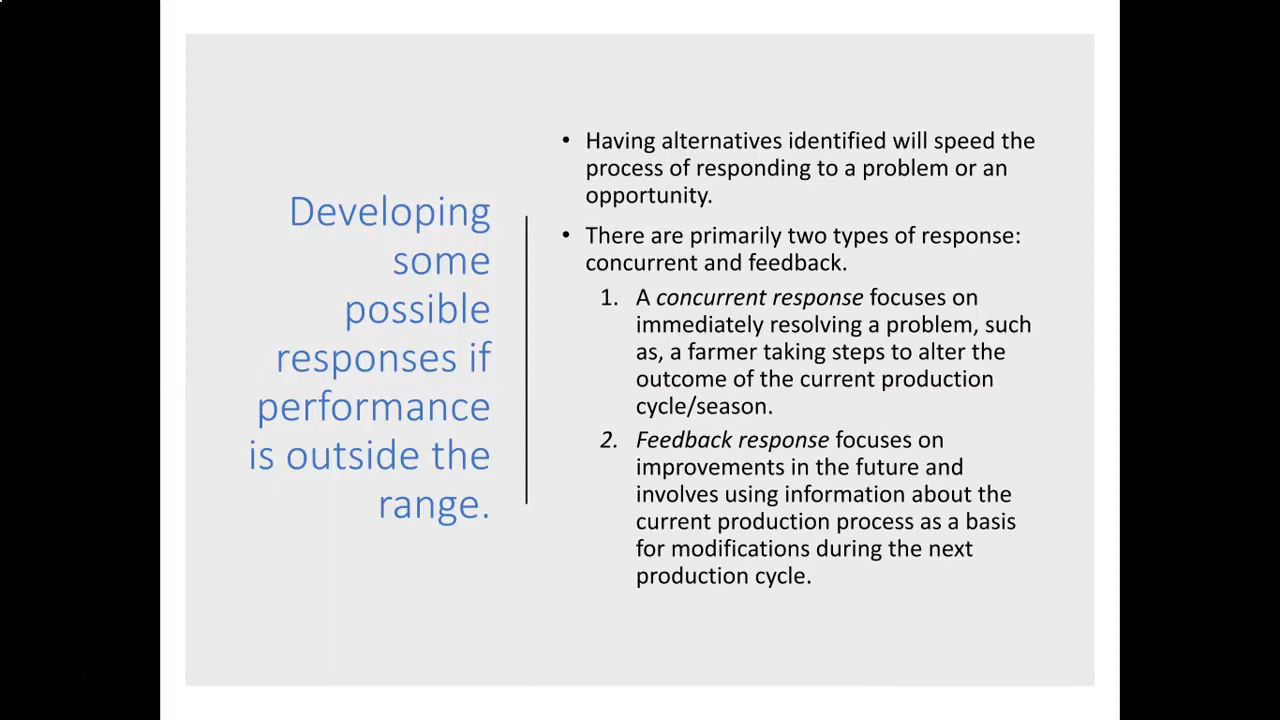 Developing
some
possible
responses if
performance
is outside the
range.
• Having alternatives identified will speed the
process of responding to a problem or an
opportunity.
• There are primarily two types of response:
concurrent and feedback.
1. A concurrent response focuses on
immediately resolving a problem, such
as, a farmer taking steps to alter the
outcome of the current production
cycle/season.
2. Feedback response focuses on
improvements in the future and
involves using information about the
current production process as a basis
for modifications during the next
production cycle.